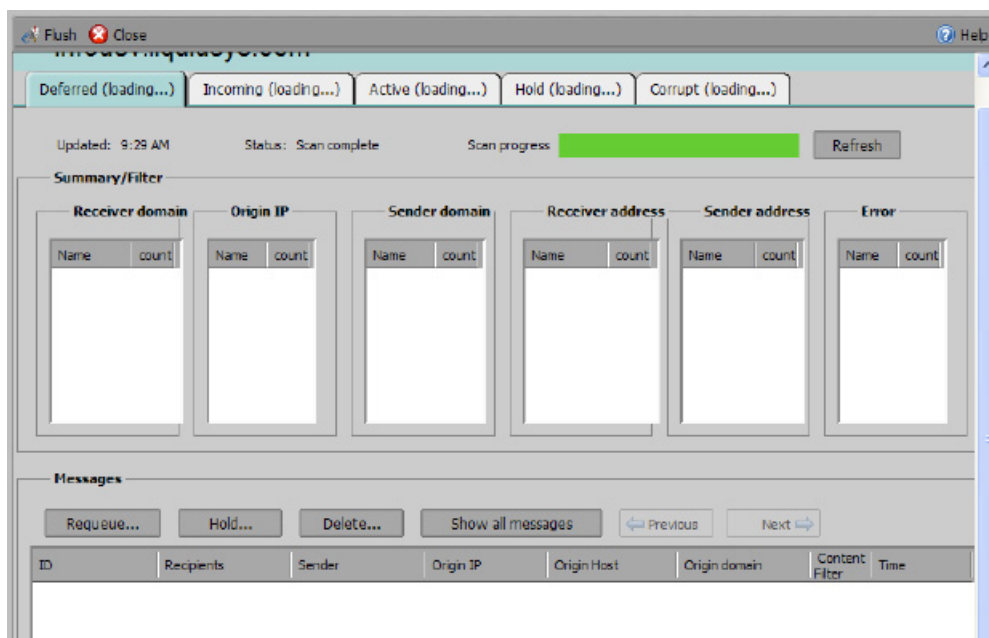 Flush Close Help
Deferred (loading...) Incoming (loading...) Active (loading...) Hold (loading...) Corrupt (loading...)
Updated: 9:29 AM Status: Scan complete Scan progress Refresh
Summary/Filter
Receiver domain Origin IP Sender domain Receiver address Sender address Error
Name count Name count Name count Name count Name count Name count
Messages
Requeue... Hold... Delete... Show all messages Previous Next
ID Recipients Sender Origin IP Origin Host Origin domain Content Filter Time